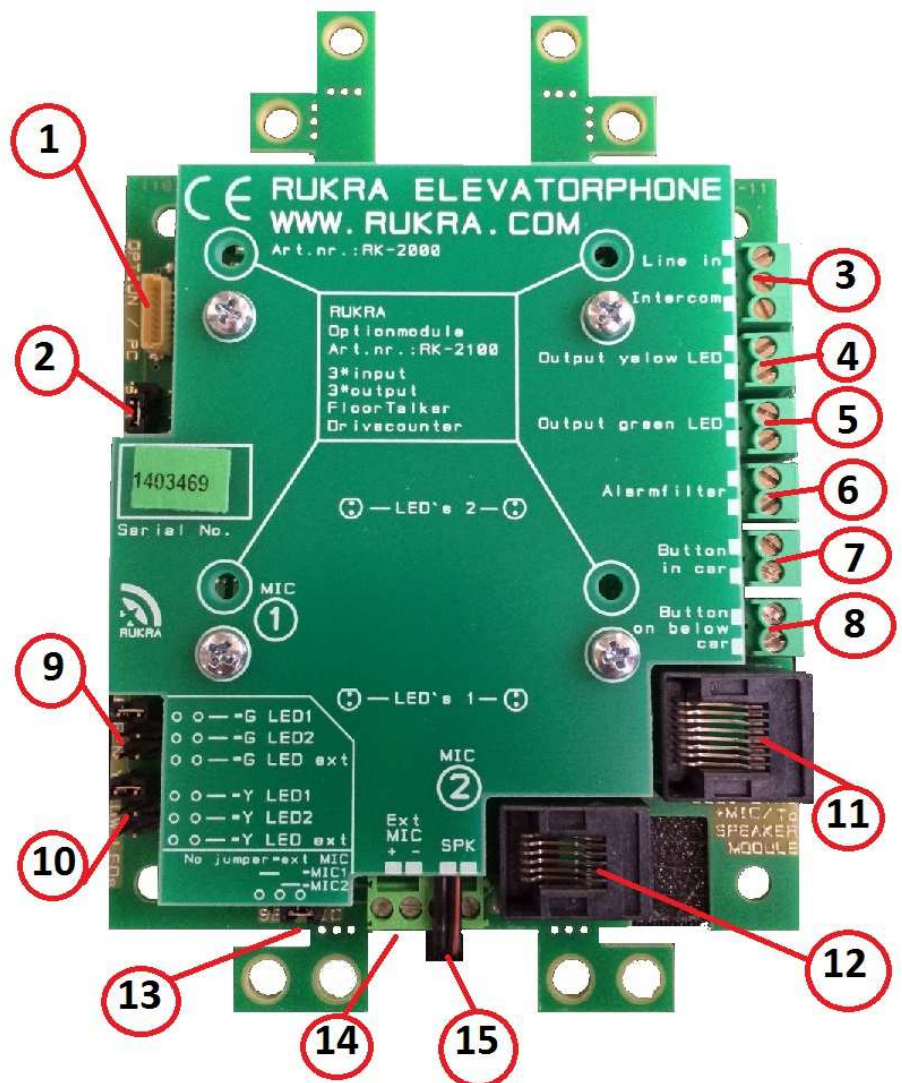 1
2
3
4
5
6
7
8
9
10
11
12
13
14
15
CE RUKRA ELEVATORPHONE
WWW. RUKRA.COM
Art.nr.:RK-2000
RUKRA
Optionmodule
Art.nr.:RK-2100
3*input
3*output
FloorTalker
Drivecounter
Line in
Intercom
Output yelow LED
Output green LED
Alarmfilter
Button
in car
Button
on below
car
-11
OPTION / PC
1403469
Serial No.
RUKRA
LED`s 2
MIC
1
LED`s 1
MIC
2
=G LED1
=G LED2
=G LED ext
=Y LED1
=Y LED2
=Y LED ext
No jumper=ext MIC
=MIC1
=MIC2
Ext
MIC
+ -
SPK
+MIC/To
SPEAKER
MODULE